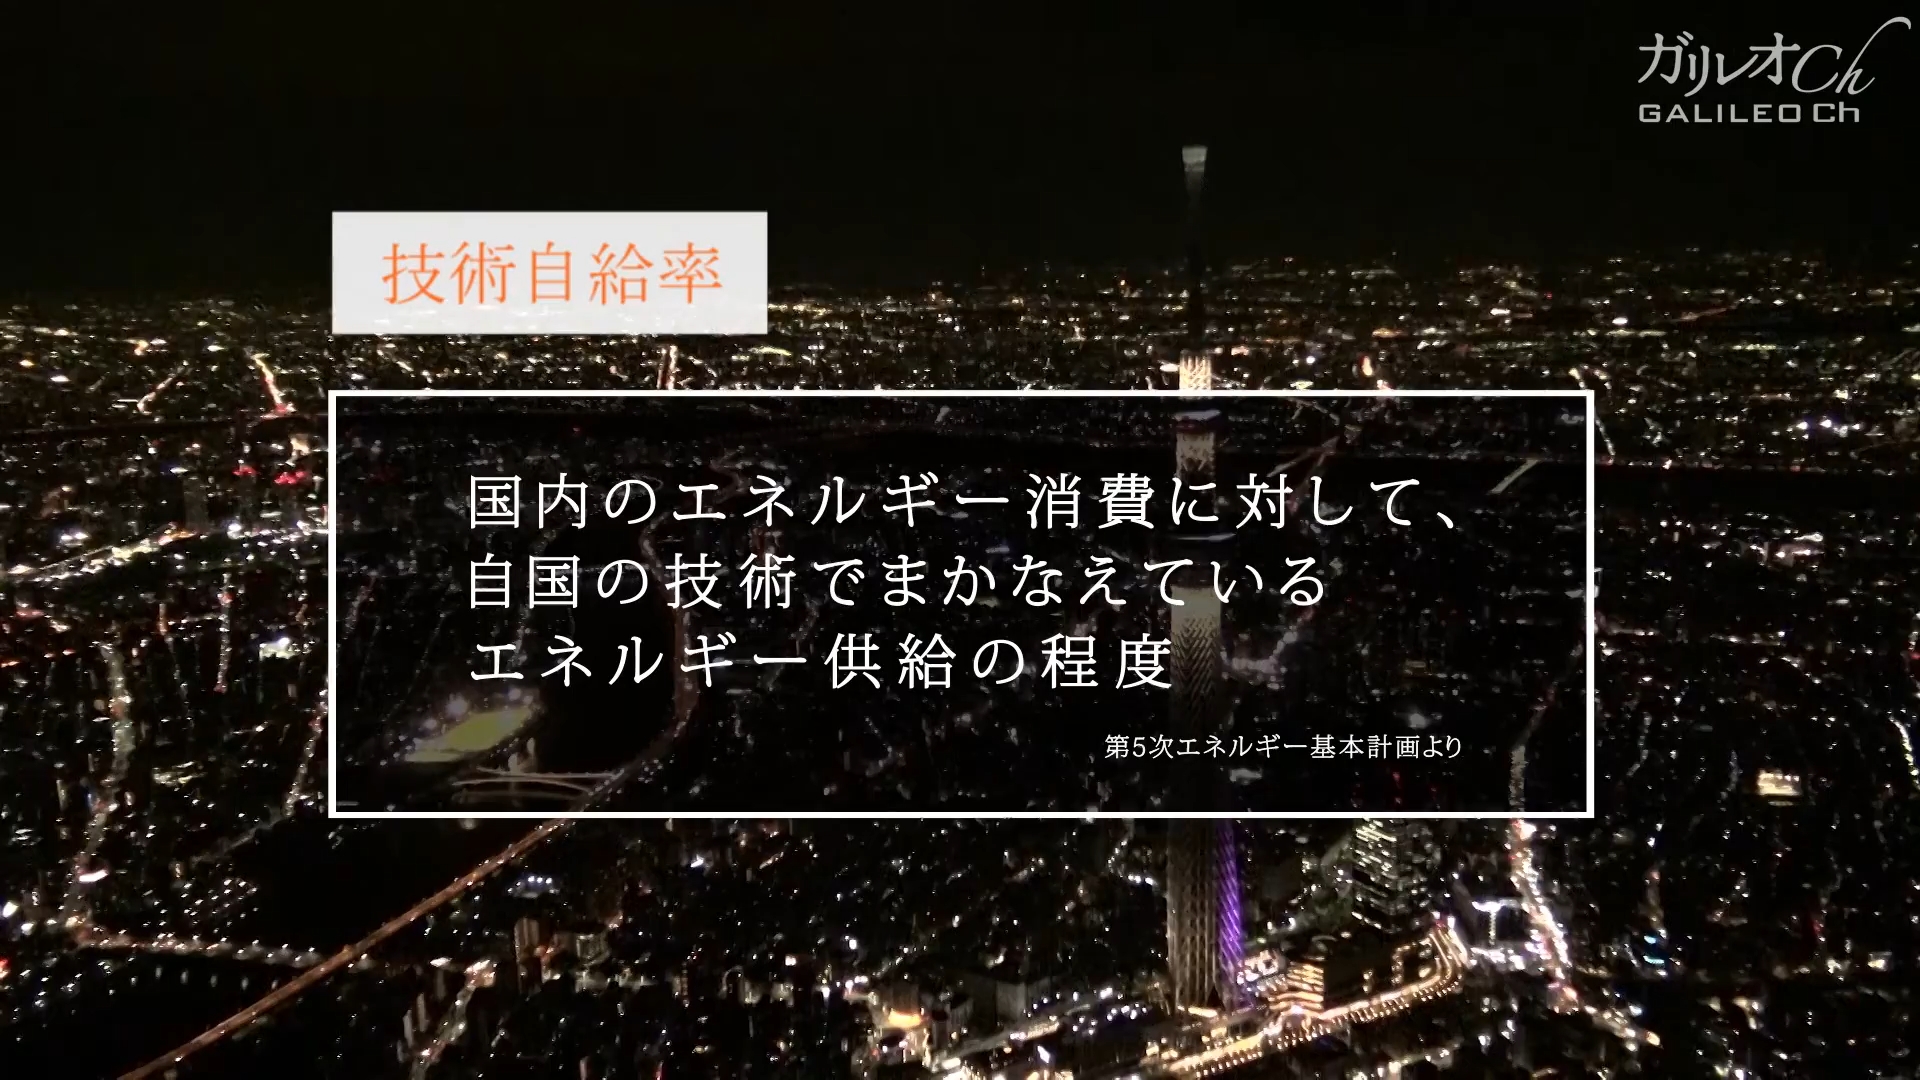 ガリレオCh
GALILEO Ch
技術自給率
国内のエネルギー消費に対して、
自国の技術でまかなえている
エネルギー供給の程度
第5次エネルギー基本計画より